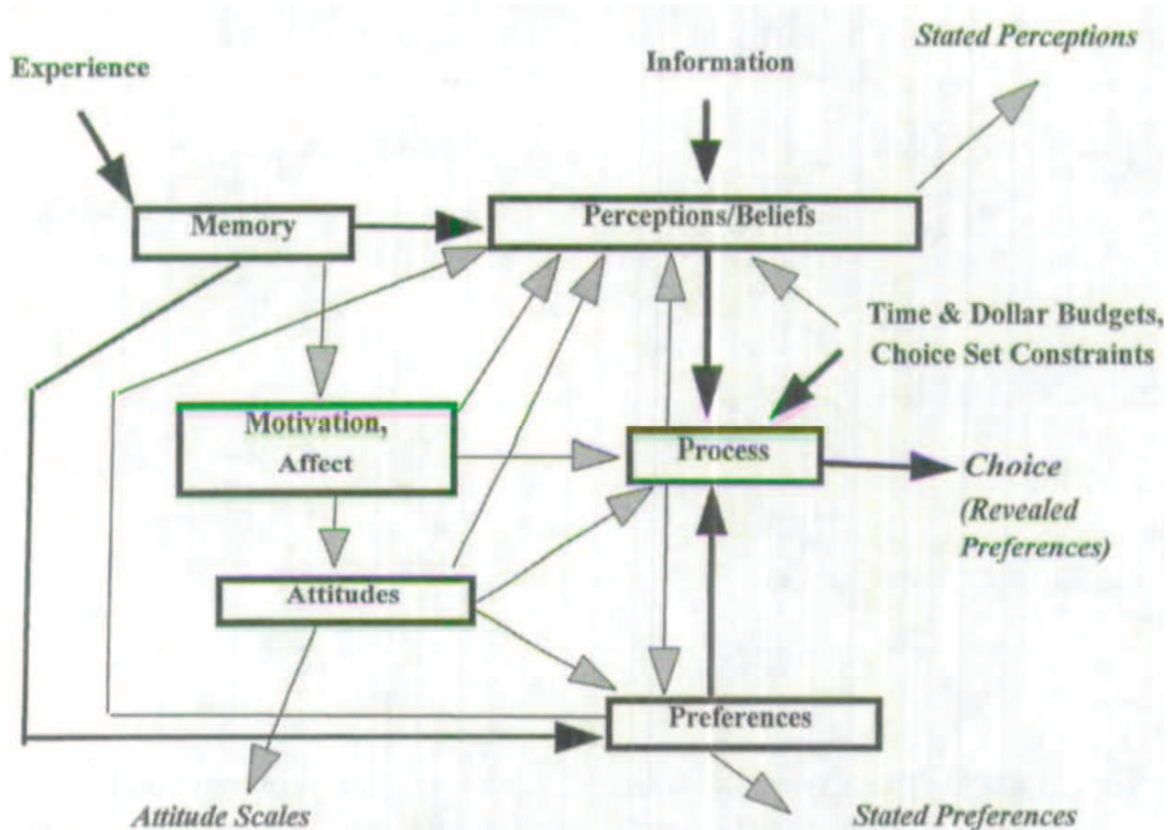 Stated Perceptions
Experience
Information
Memory
Perceptions/Beliefs
Time & Dollar Budgets,
Choice Set Constraints
Motivation,
Affect
Process
Choice
(Revealed
Preferences)
Attitudes
Preferences
Attitude Scales
Stated Preferences